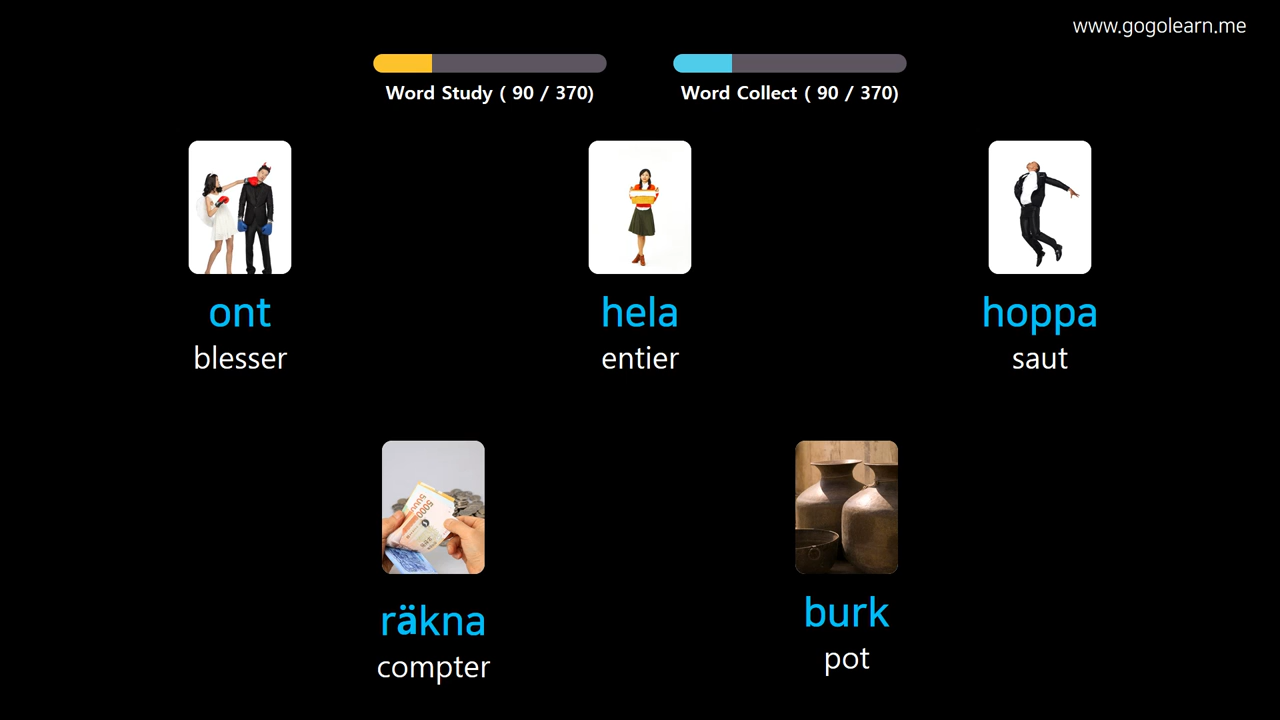 www.gogolearn.me
Word Study ( 90 / 370)
Word Collect ( 90 / 370)
ont
blesser
hela
entier
hoppa
saut
räkna
compter
burk
pot